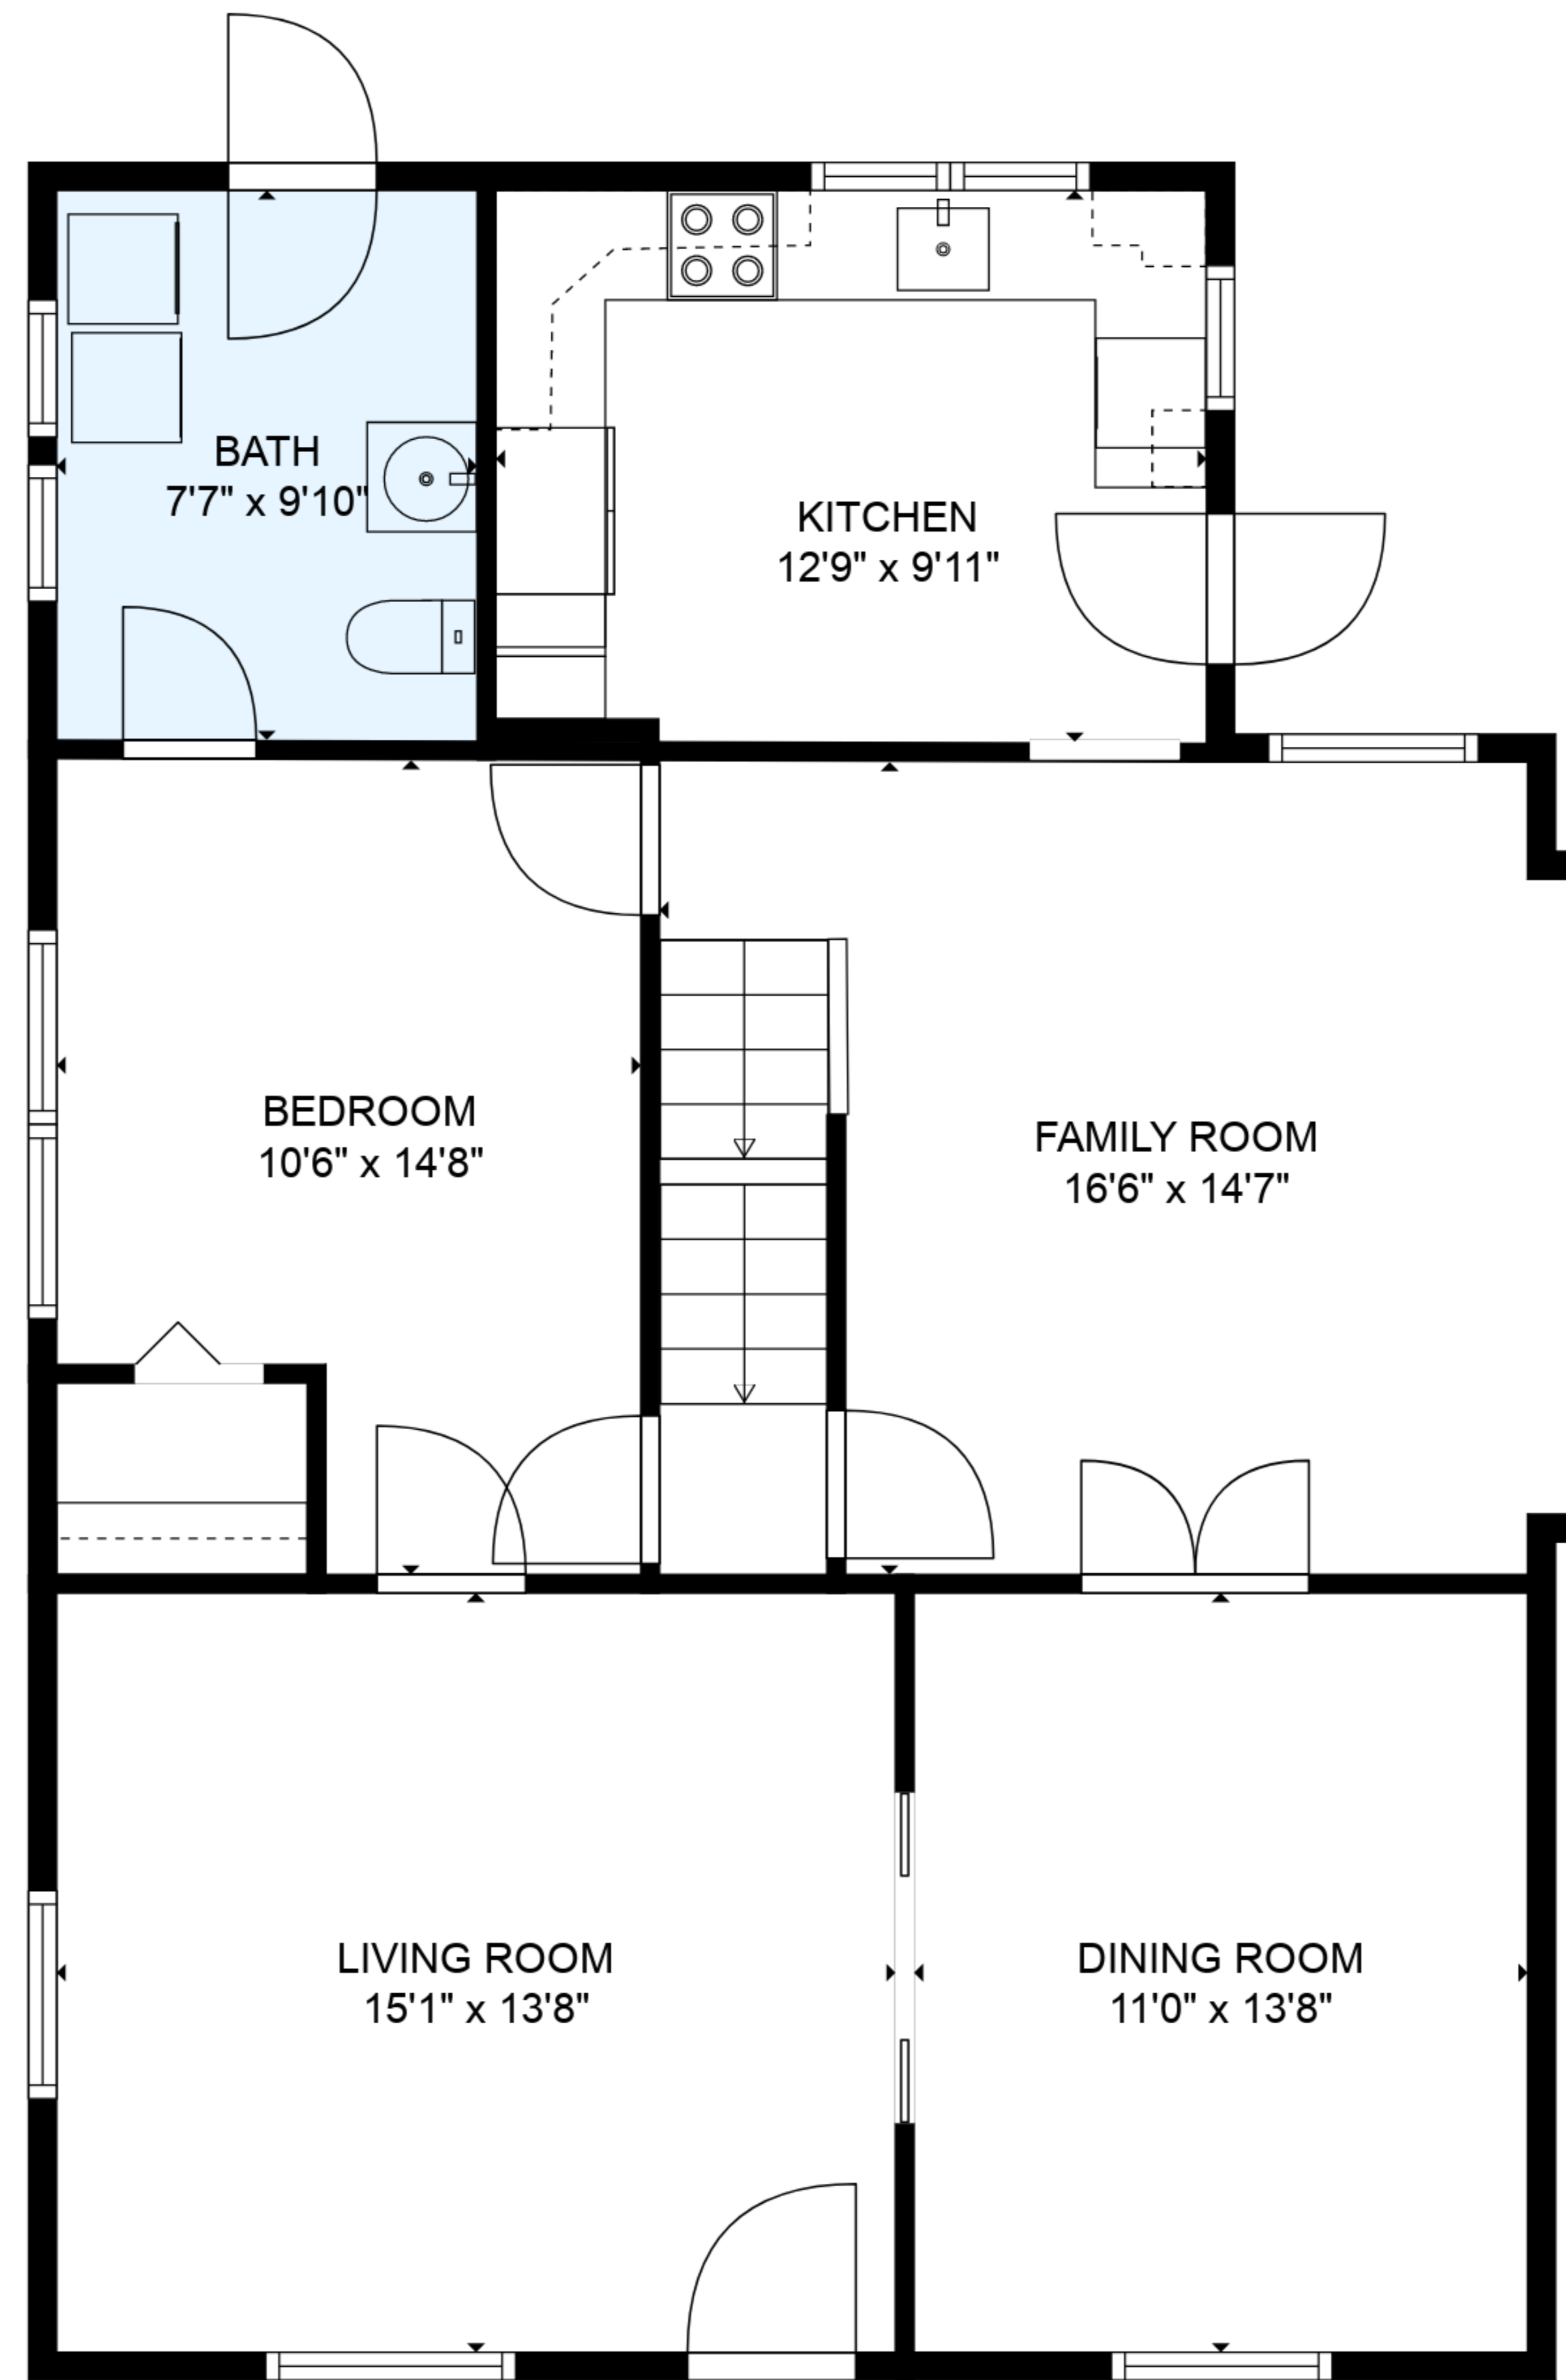 BATH
7'7" x 9'10"
KITCHEN
12'9" x 9'11"
BEDROOM
10'6" x 14'8"
FAMILY ROOM
16'6" x 14'7"
LIVING ROOM
15'1" x 13'8"
DINING ROOM
11'0" x 13'8"